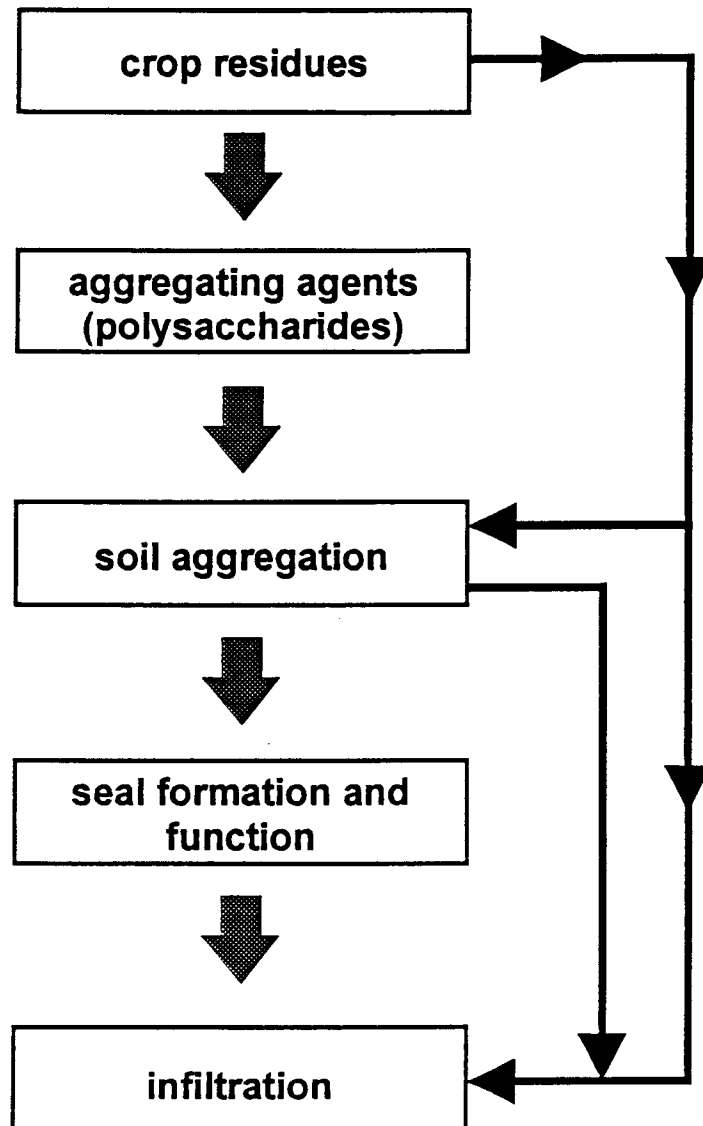 crop residues
aggregating agents
(polysaccharides)
soil aggregation
seal formation and
function
infiltration